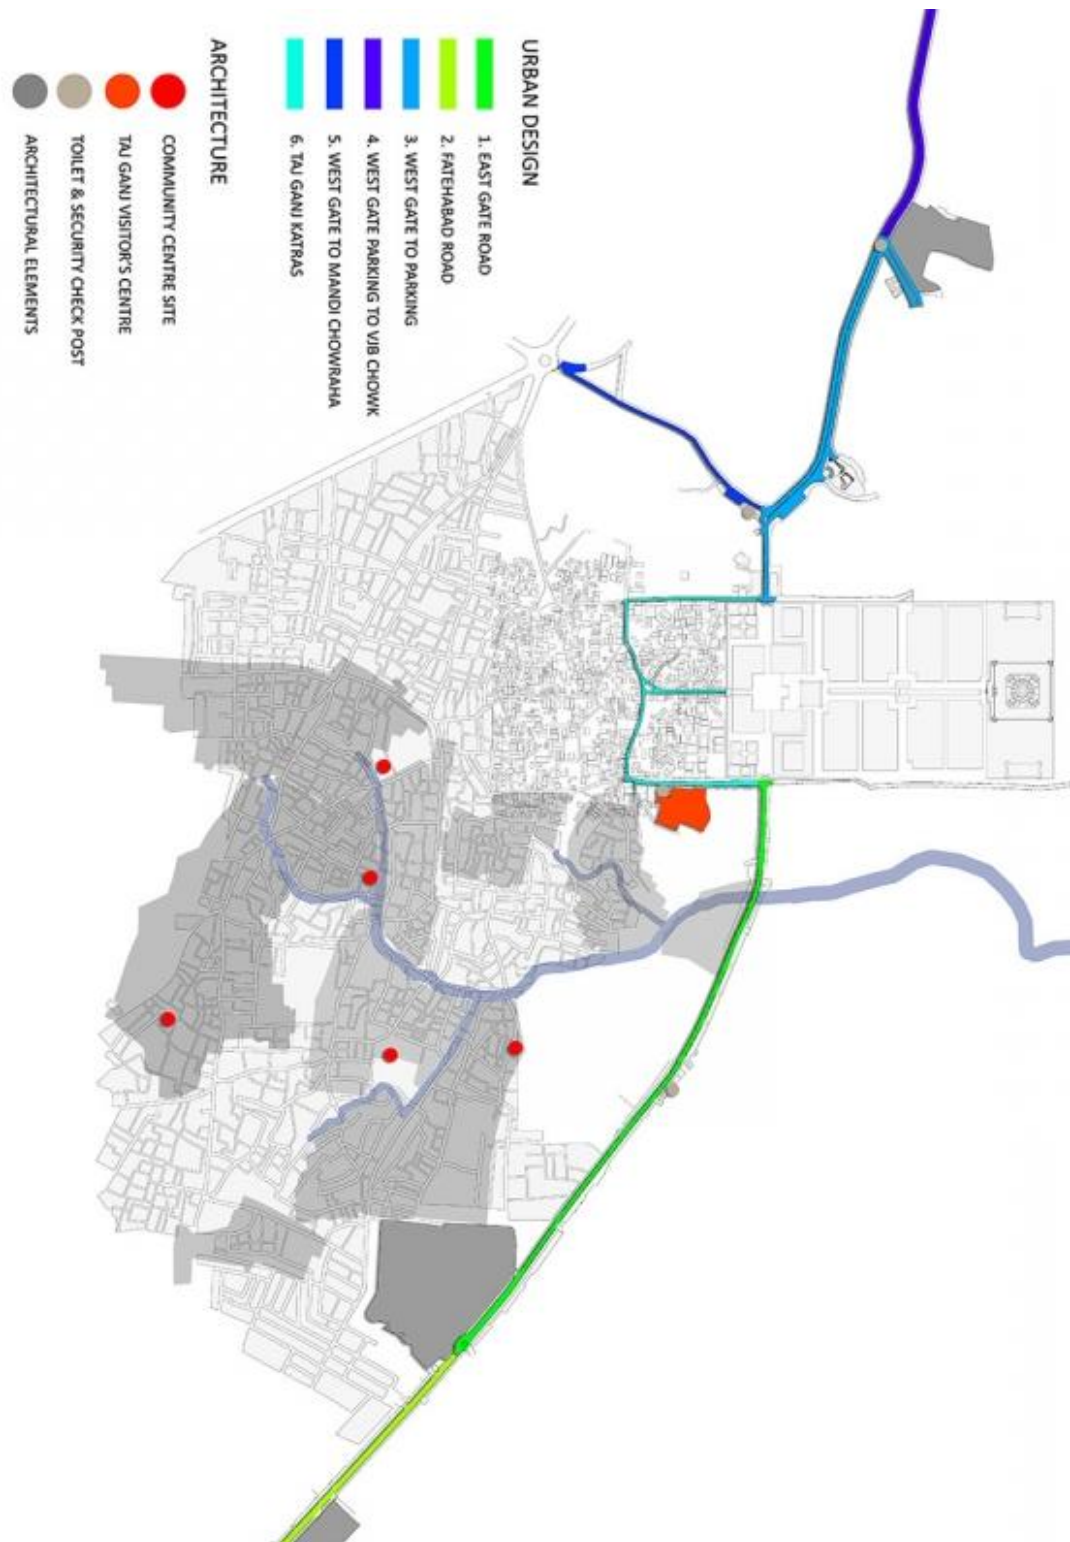 URBAN DESIGN
1. EAST GATE ROAD
2. FATEHABAD ROAD
3. WEST GATE TO PARKING
4. WEST GATE PARKING TO VJB CHOWK
5. WEST GATE TO MANDI CHOWRAHA
6. TAJ GANJ KATRAS
ARCHITECTURE
COMMUNITY CENTRE SITE
TAJ GANJ VISITOR'S CENTRE
TOILET & SECURITY CHECK POST
ARCHITECTURAL ELEMENTS